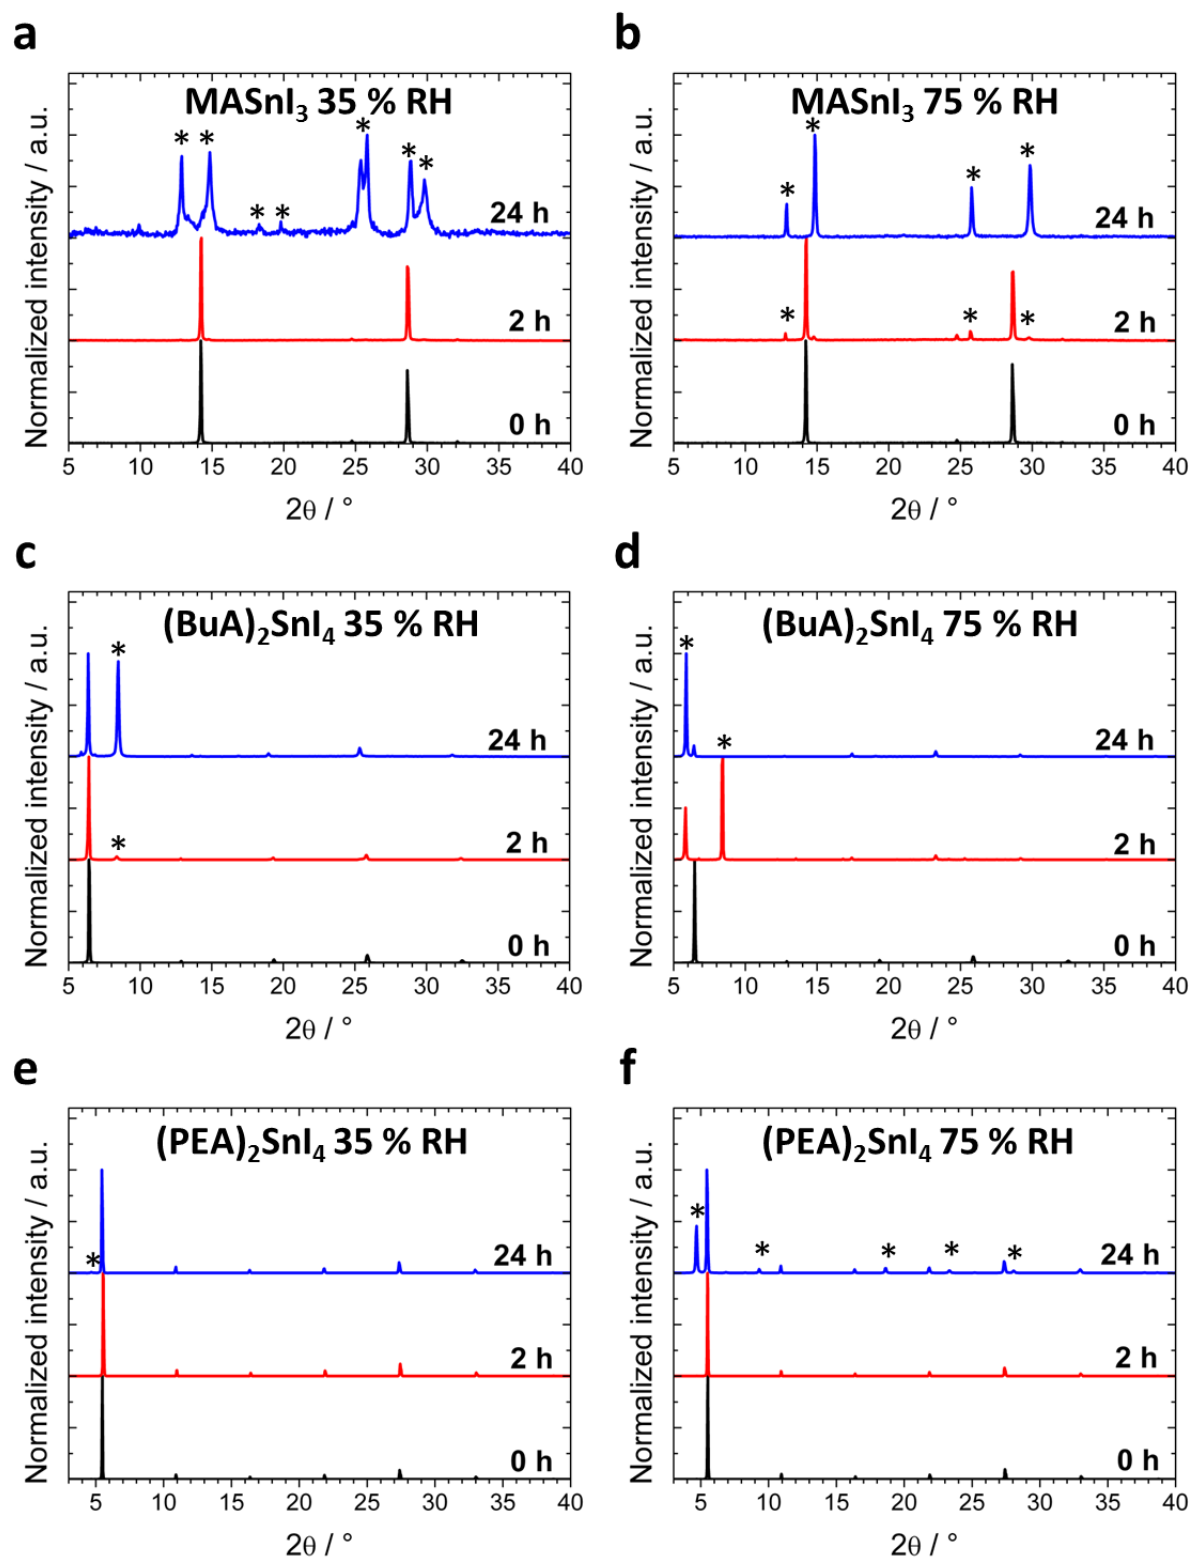 a
MASnI₃ 35 % RH
* * * * * * *
24 h
2 h
0 h
Normalized intensity / a.u.
5 10 15 20 25 30 35 40
2θ / °
b
MASnI₃ 75 % RH
* * * *
24 h
* * *
2 h
0 h
Normalized intensity / a.u.
5 10 15 20 25 30 35 40
2θ / °
c
(BuA)₂SnI₄ 35 % RH
*
24 h
*
2 h
0 h
Normalized intensity / a.u.
5 10 15 20 25 30 35 40
2θ / °
d
(BuA)₂SnI₄ 75 % RH
*
24 h
*
2 h
0 h
Normalized intensity / a.u.
5 10 15 20 25 30 35 40
2θ / °
e
(PEA)₂SnI₄ 35 % RH
*
24 h
2 h
0 h
Normalized intensity / a.u.
5 10 15 20 25 30 35 40
2θ / °
f
(PEA)₂SnI₄ 75 % RH
* * * * *
24 h
2 h
0 h
Normalized intensity / a.u.
5 10 15 20 25 30 35 40
2θ / °